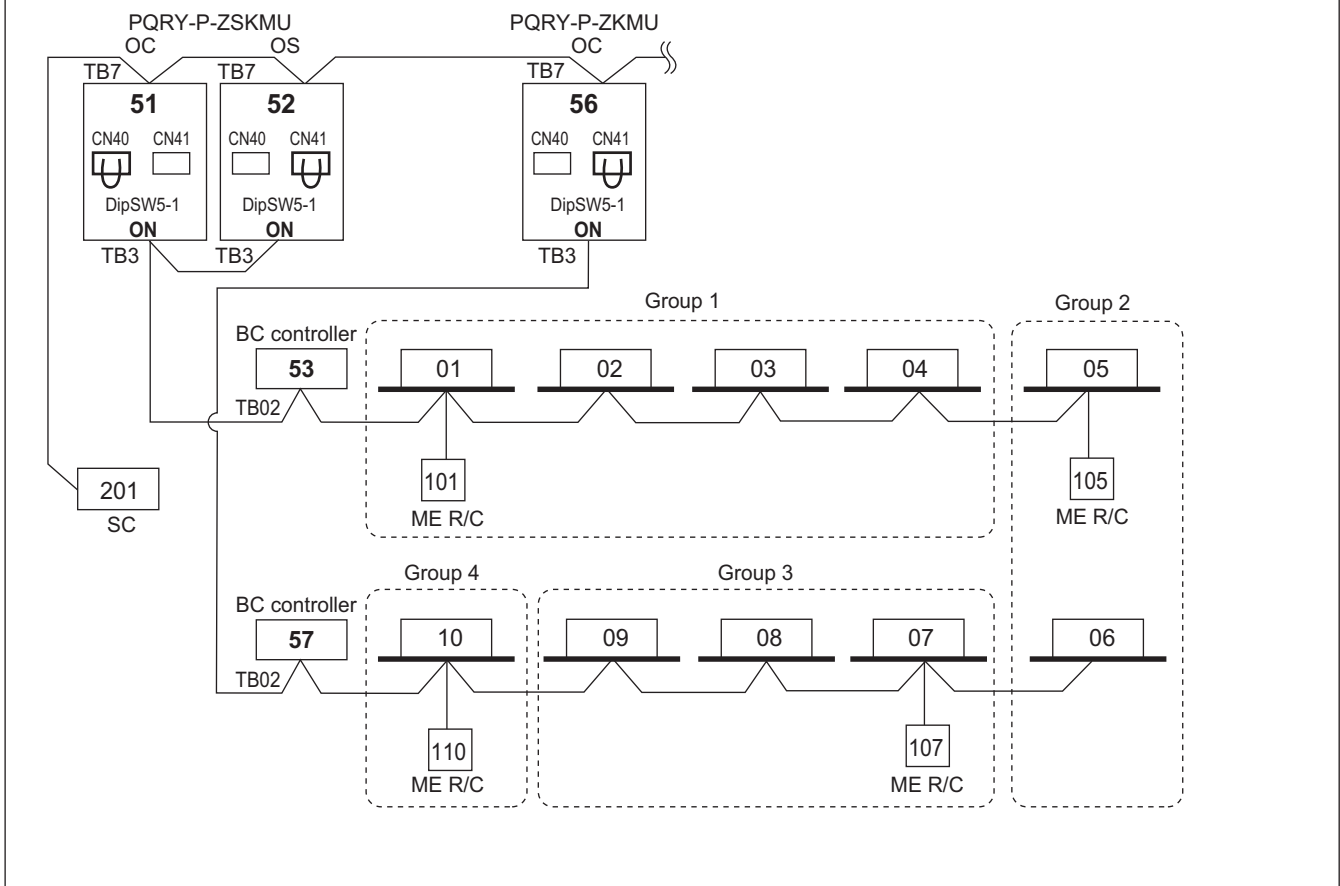 PQRY-P-ZSKMU PQRY-P-ZKMU
OC OS OC
TB7 TB7 TB7
51 52 56
CN40 CN41 CN40 CN41 CN40 CN41
DipSW5-1 DipSW5-1 DipSW5-1
ON ON ON
TB3 TB3 TB3
Group 1 Group 2
BC controller
53 01 02 03 04 05
TB02
201 101 105
SC ME R/C ME R/C
Group 4 Group 3
BC controller
57 10 09 08 07 06
TB02
110 107
ME R/C ME R/C